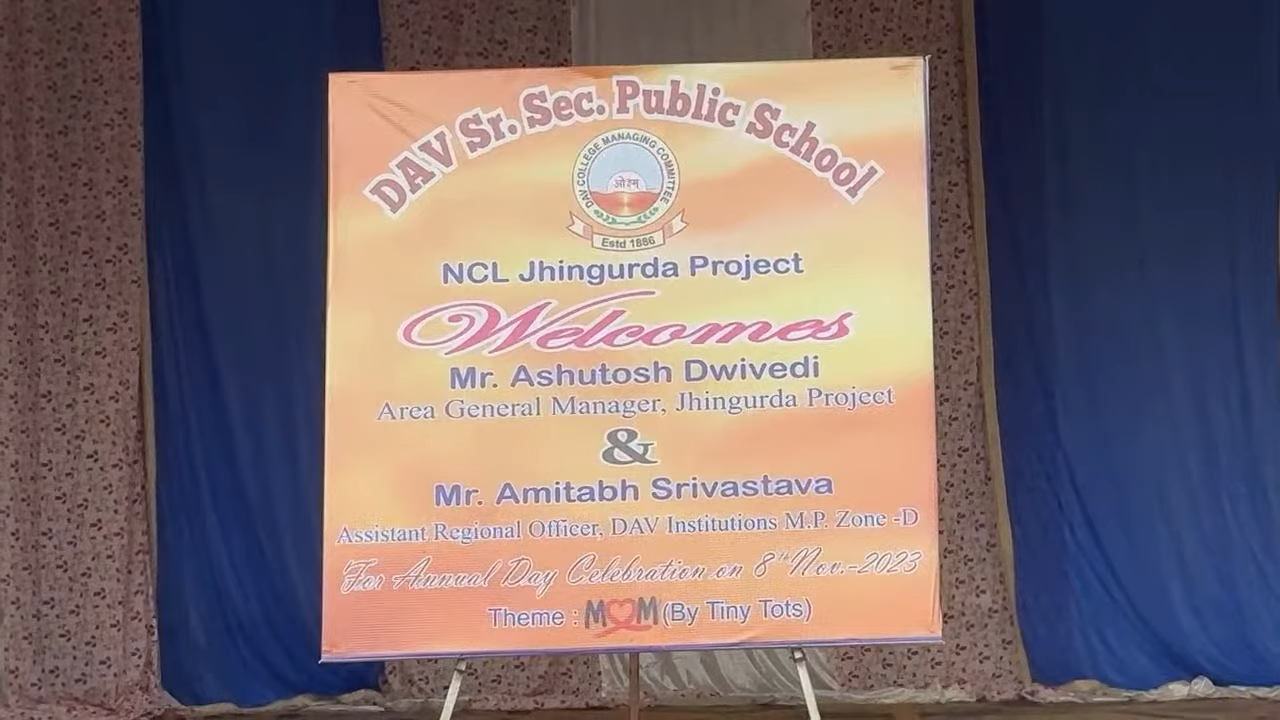 DAV Sr. Sec. Public School
DAV COLLEGE MANAGING COMMITTEE
ओ३म्
Estd 1886
NCL Jhingurda Project
Welcomes
Mr. Ashutosh Dwivedi
Area General Manager, Jhingurda Project
&
Mr. Amitabh Srivastava
Assistant Regional Officer, DAV Institutions M.P. Zone -D
For Annual Day Celebration on 8th Nov.-2023
Theme : MOM (By Tiny Tots)